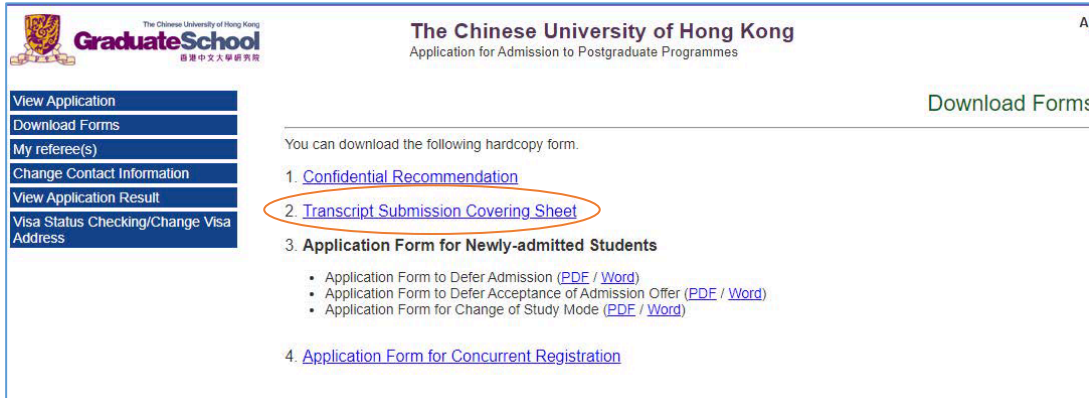 The Chinese University of Hong Kong
GraduateSchool
香港中文大學研究院
The Chinese University of Hong Kong
Application for Admission to Postgraduate Programmes
A
View Application
Download Forms
My referee(s)
Change Contact Information
View Application Result
Visa Status Checking/Change Visa
Address
Download Forms
You can download the following hardcopy form.
1. Confidential Recommendation
2. Transcript Submission Covering Sheet
3. Application Form for Newly-admitted Students
• Application Form to Defer Admission (PDF / Word)
• Application Form to Defer Acceptance of Admission Offer (PDF / Word)
• Application Form for Change of Study Mode (PDF / Word)
4. Application Form for Concurrent Registration